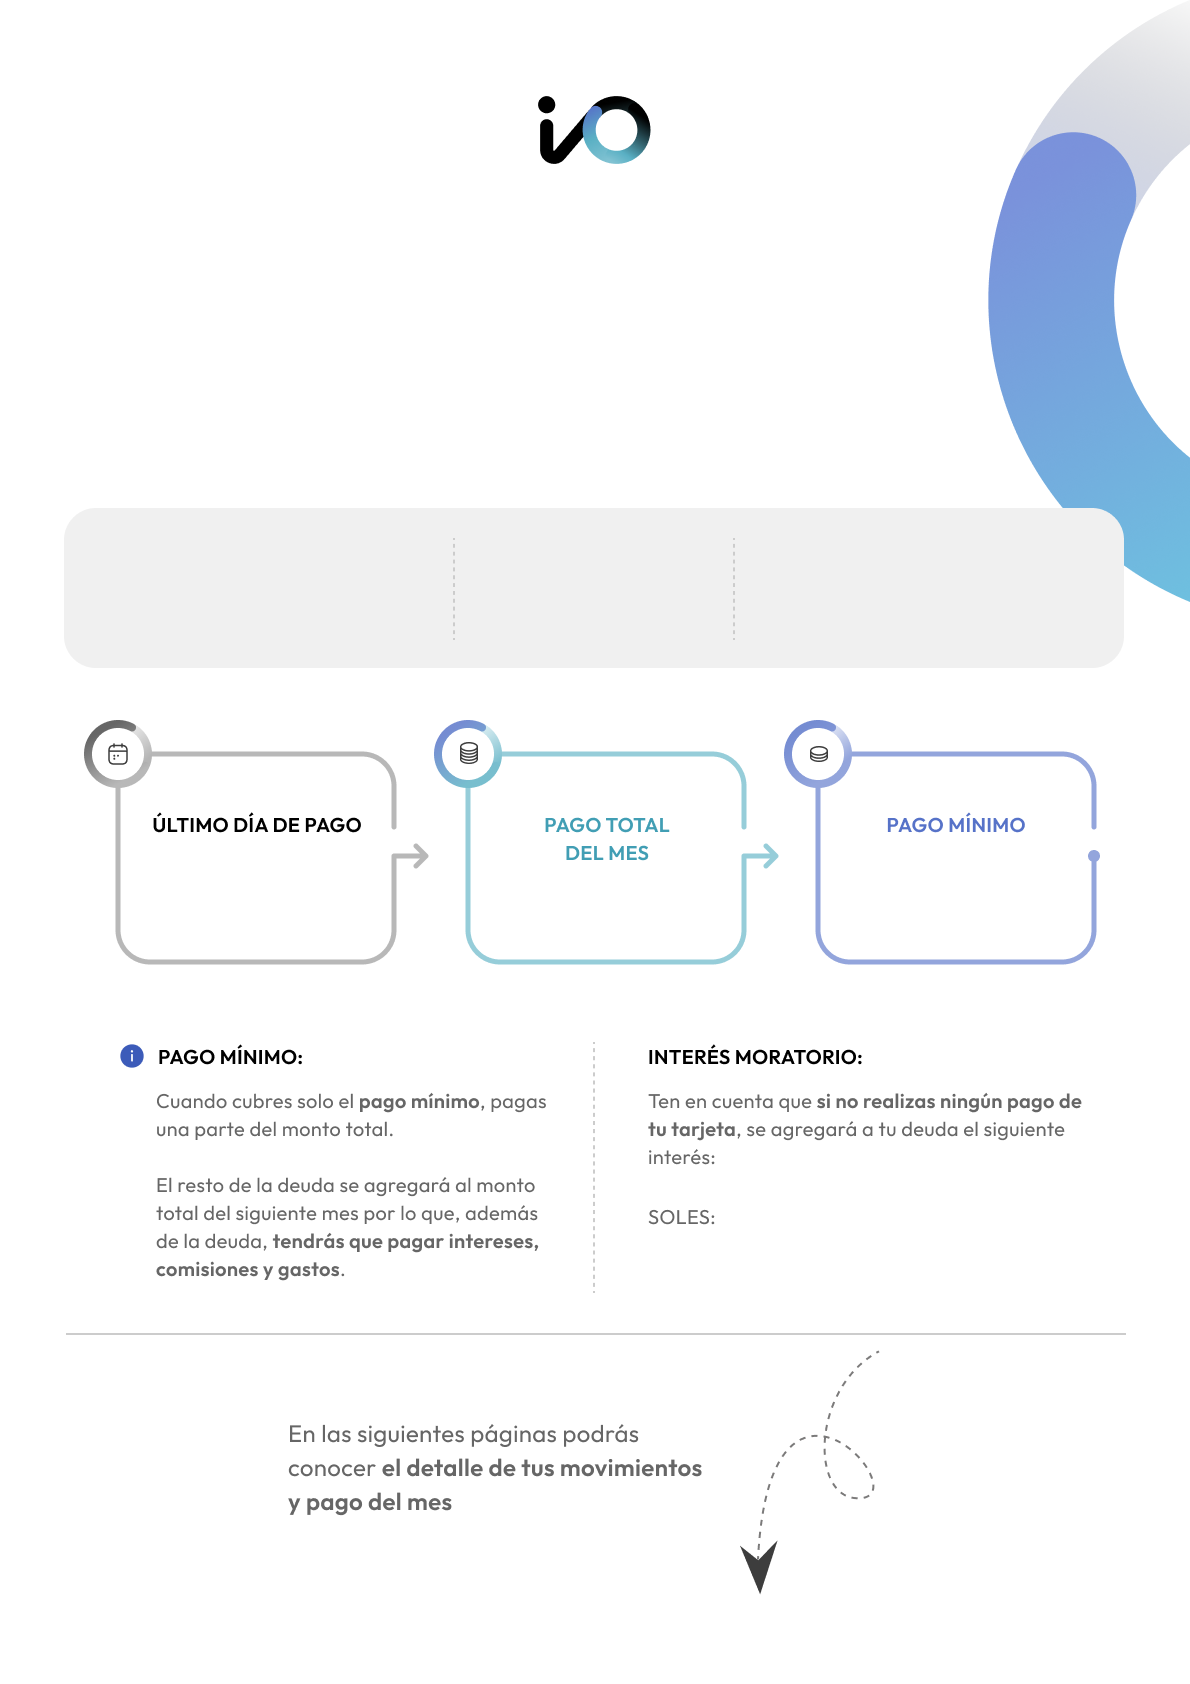 iO
ÚLTIMO DÍA DE PAGO
PAGO TOTAL
DEL MES
PAGO MÍNIMO
i PAGO MÍNIMO:
Cuando cubres solo el pago mínimo, pagas
una parte del monto total.
El resto de la deuda se agregará al monto
total del siguiente mes por lo que, además
de la deuda, tendrás que pagar intereses,
comisiones y gastos.
INTERÉS MORATORIO:
Ten en cuenta que si no realizas ningún pago de
tu tarjeta, se agregará a tu deuda el siguiente
interés:
SOLES:
En las siguientes páginas podrás
conocer el detalle de tus movimientos
y pago del mes